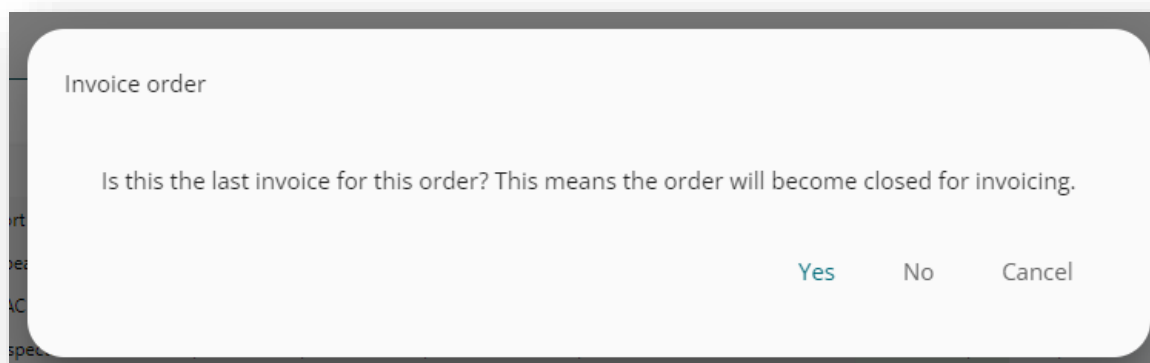 Invoice order
Is this the last invoice for this order? This means the order will become closed for invoicing.
Yes No Cancel